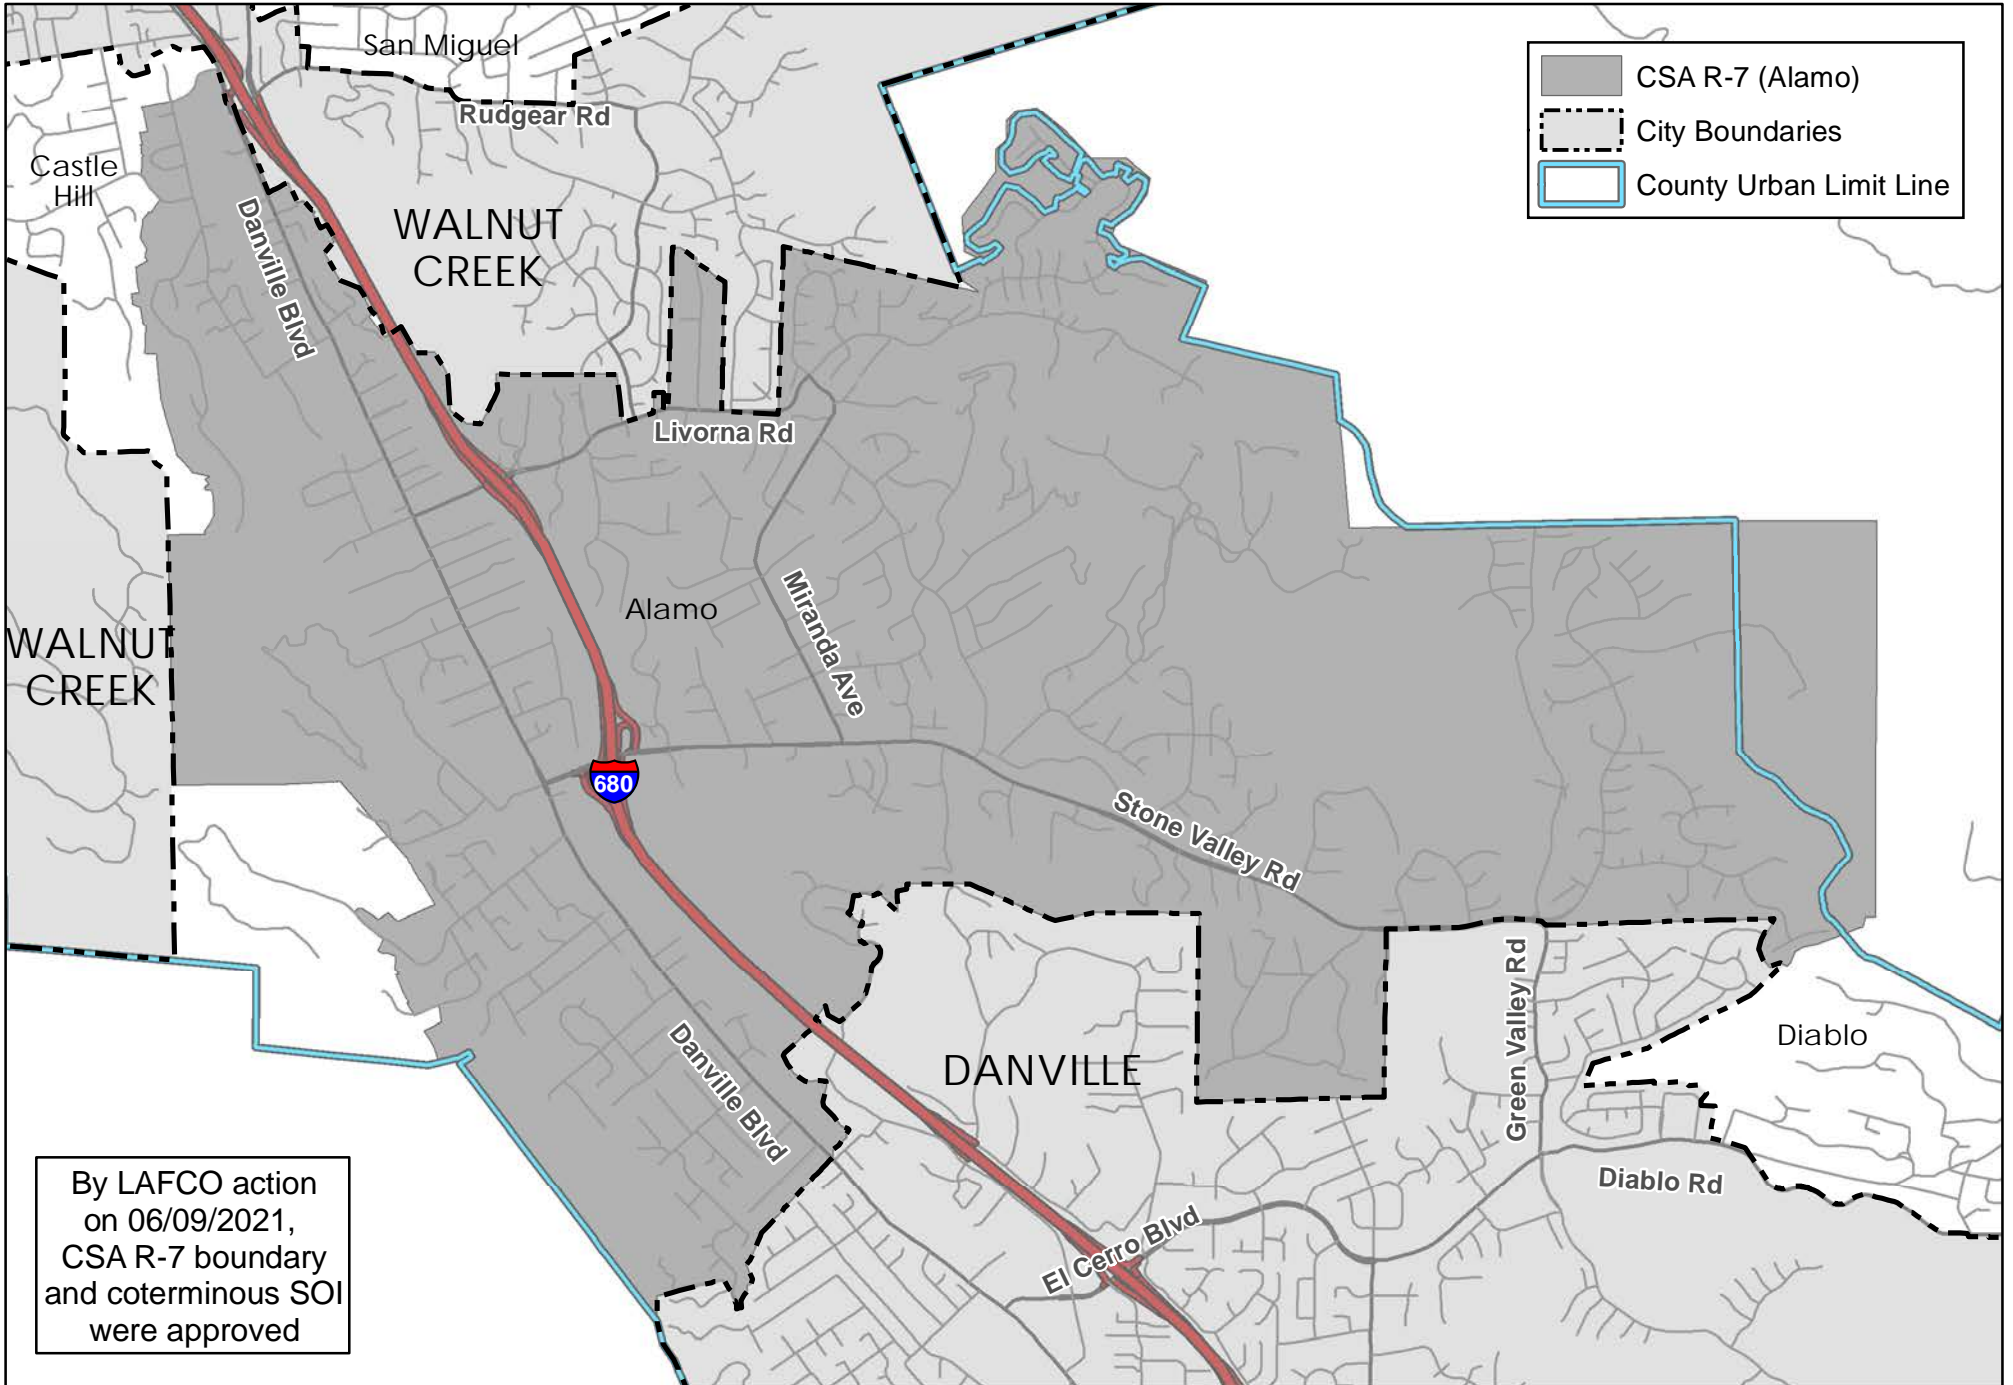 San Miguel
Rudgear Rd
Castle
Hill
WALNUT
CREEK
Danville Blvd
Livorna Rd
CSA R-7 (Alamo)
City Boundaries
County Urban Limit Line
Alamo
Miranda Ave
WALNUT
CREEK
680
Stone Valley Rd
Green Valley Rd
Diablo
DANVILLE
Danville Blvd
Diablo Rd
El Cerro Blvd
By LAFCO action
on 06/09/2021,
CSA R-7 boundary
and coterminous SOI
were approved